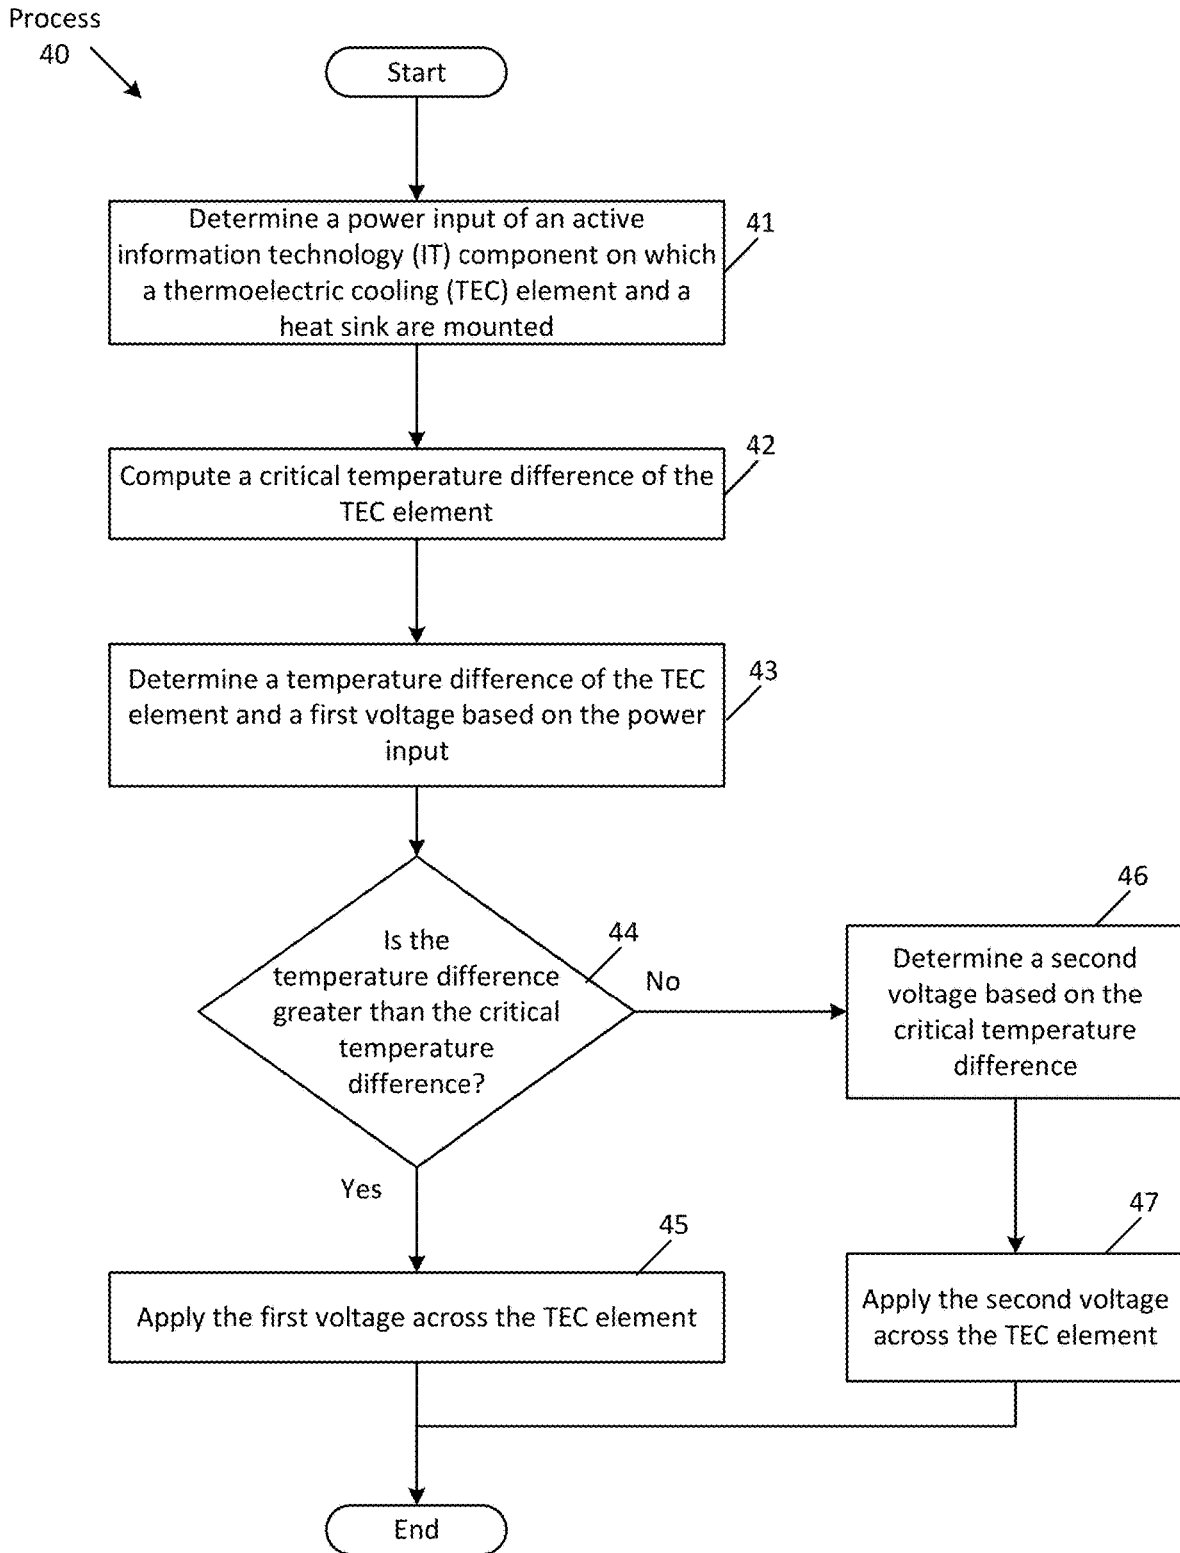 Process
40
Start
Determine a power input of an active
information technology (IT) component on which
a thermoelectric cooling (TEC) element and a
heat sink are mounted
41
Compute a critical temperature difference of the
TEC element
42
Determine a temperature difference of the TEC
element and a first voltage based on the power
input
43
Is the
temperature difference
greater than the critical
temperature
difference?
44
No
Yes
46
Determine a second
voltage based on the
critical temperature
difference
45
Apply the first voltage across the TEC element
47
Apply the second voltage
across the TEC element
End